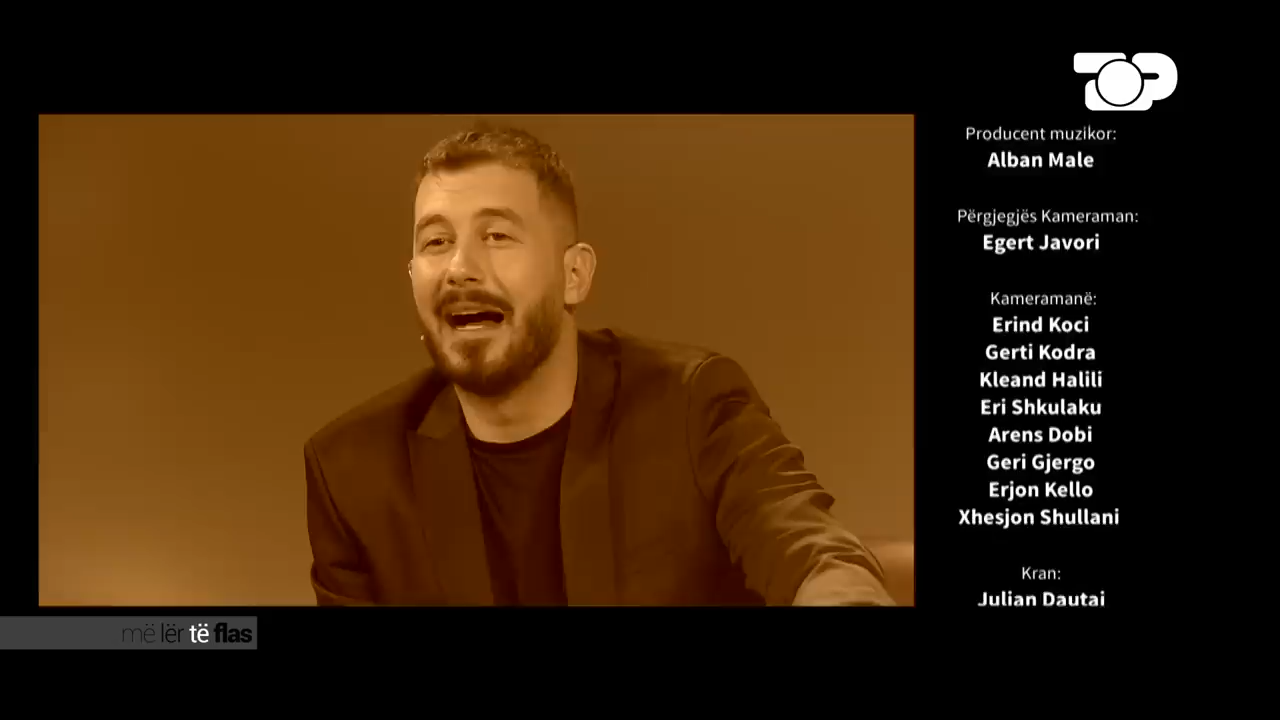 TOP
Producent muzikor:
Alban Male
Përgjegjës Kameraman:
Egert Javori
Kameramanë:
Erind Koci
Gerti Kodra
Kleand Halili
Eri Shkulaku
Arens Dobi
Geri Gjergo
Erjon Kello
Xhesjon Shullani
Kran:
Julian Dautai
më lër të flas